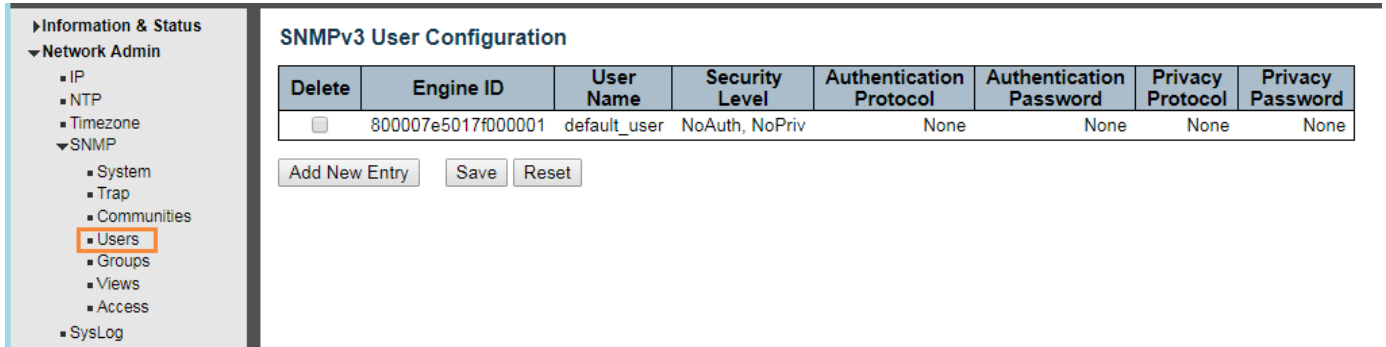 Information & Status
Network Admin
IP
NTP
Timezone
SNMP
System
Trap
Communities
Users
Groups
Views
Access
SysLog
SNMPv3 User Configuration
Delete Engine ID User Name Security Level Authentication Protocol Authentication Password Privacy Protocol Privacy Password
800007e5017f000001 default_user NoAuth, NoPriv None None None None
Add New Entry Save Reset